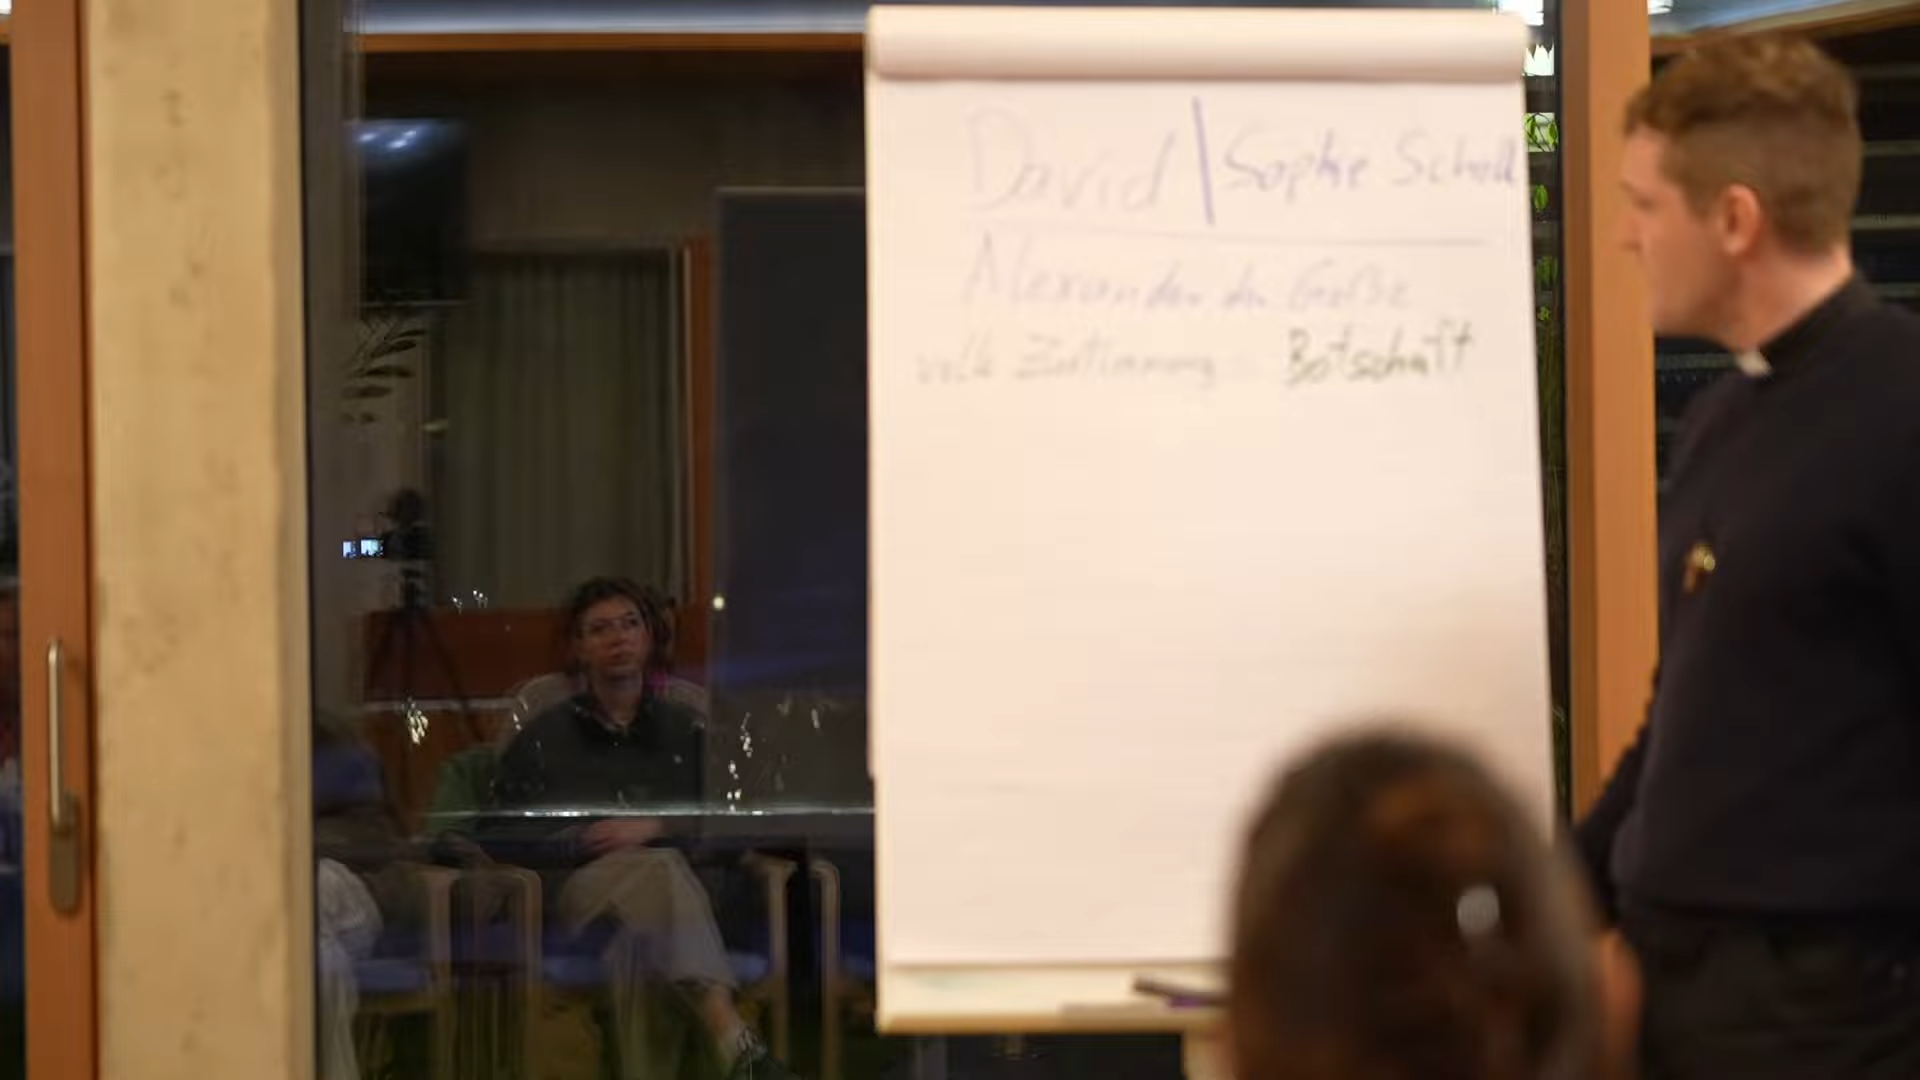 David | Sophie Scholl
Alexander der Große
volle Zustimmung Botschaft